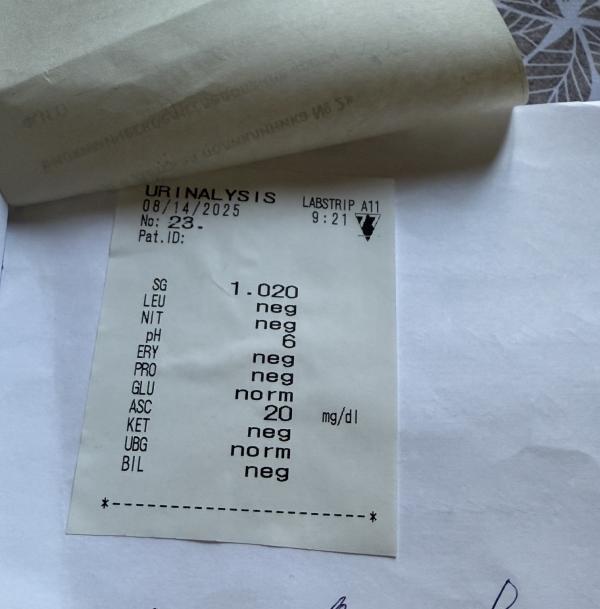 URINALYSIS
08/14/2025 LABSTRIP A11
No: 23. 9:21
Pat.ID:
SG 1.020
LEU neg
NIT neg
pH 6
ERY neg
PRO neg
GLU norm
ASC 20 mg/dl
KET neg
UBG norm
BIL neg
*------------------------*